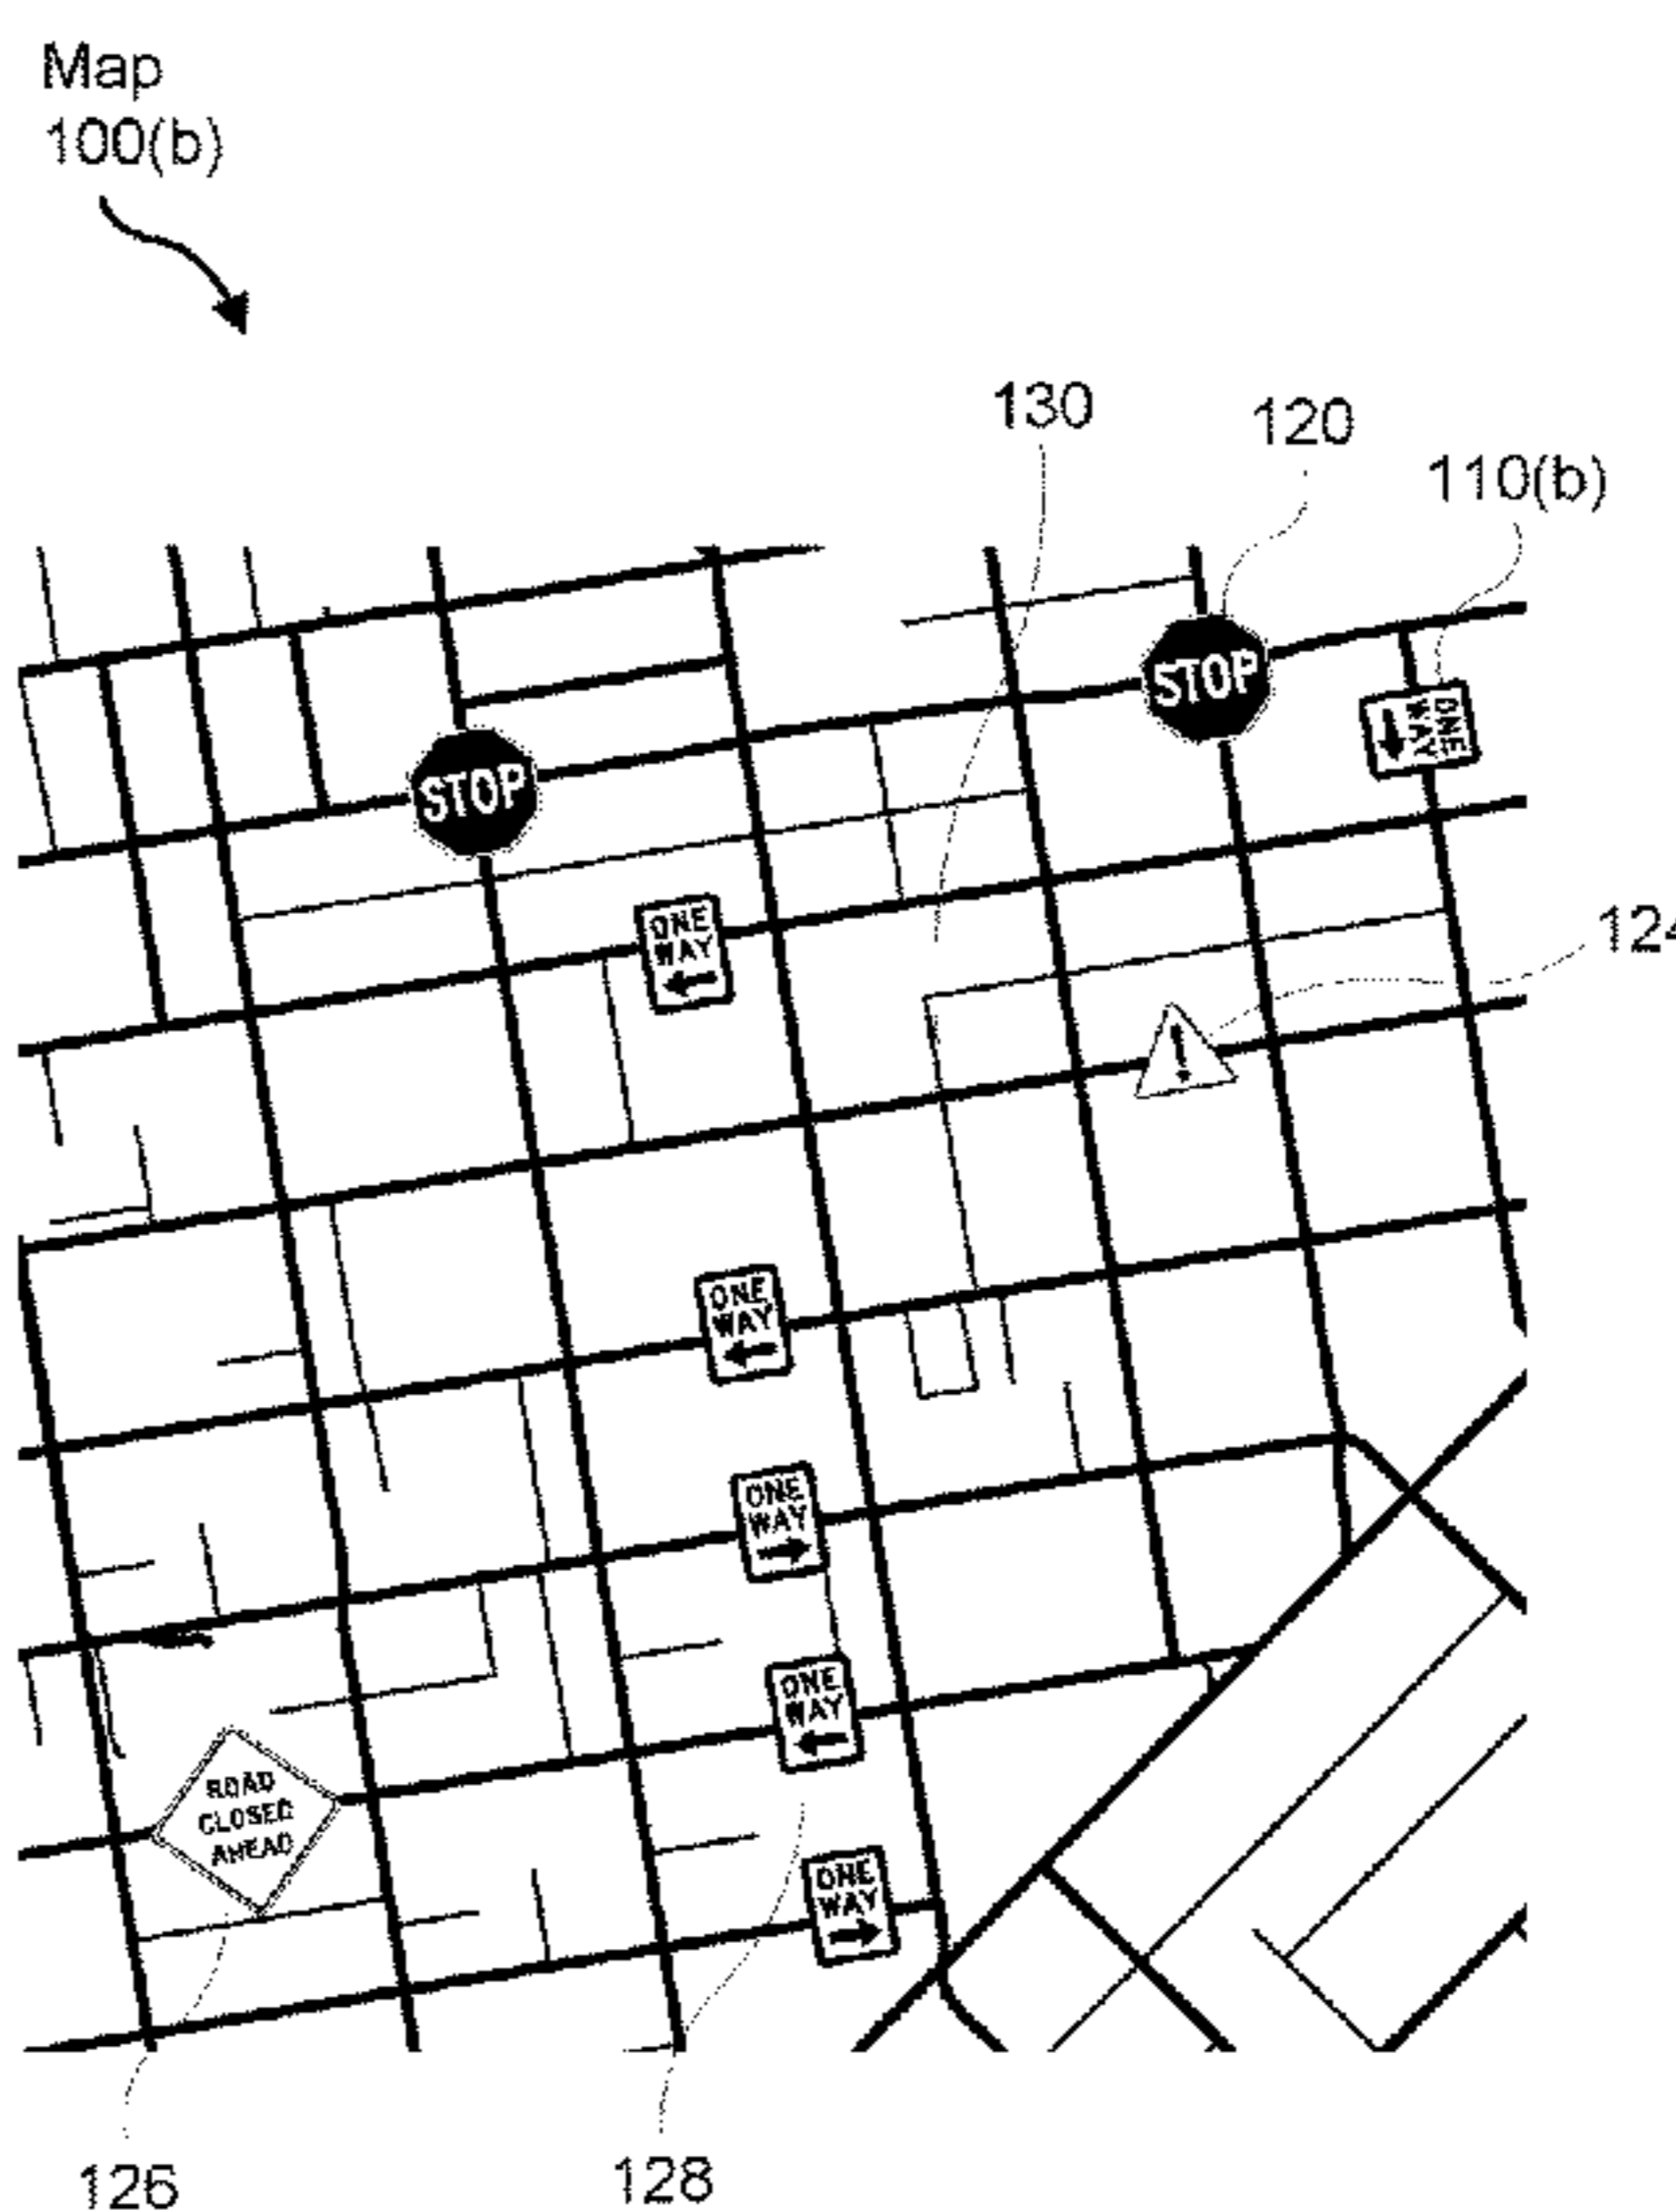 Map
100(b)
130
120
110(b)
STOP
STOP
ONE
WAY
ONE
WAY
124
ONE
WAY
ONE
WAY
ONE
WAY
ROAD
CLOSED
AHEAD
ONE
WAY
126
128